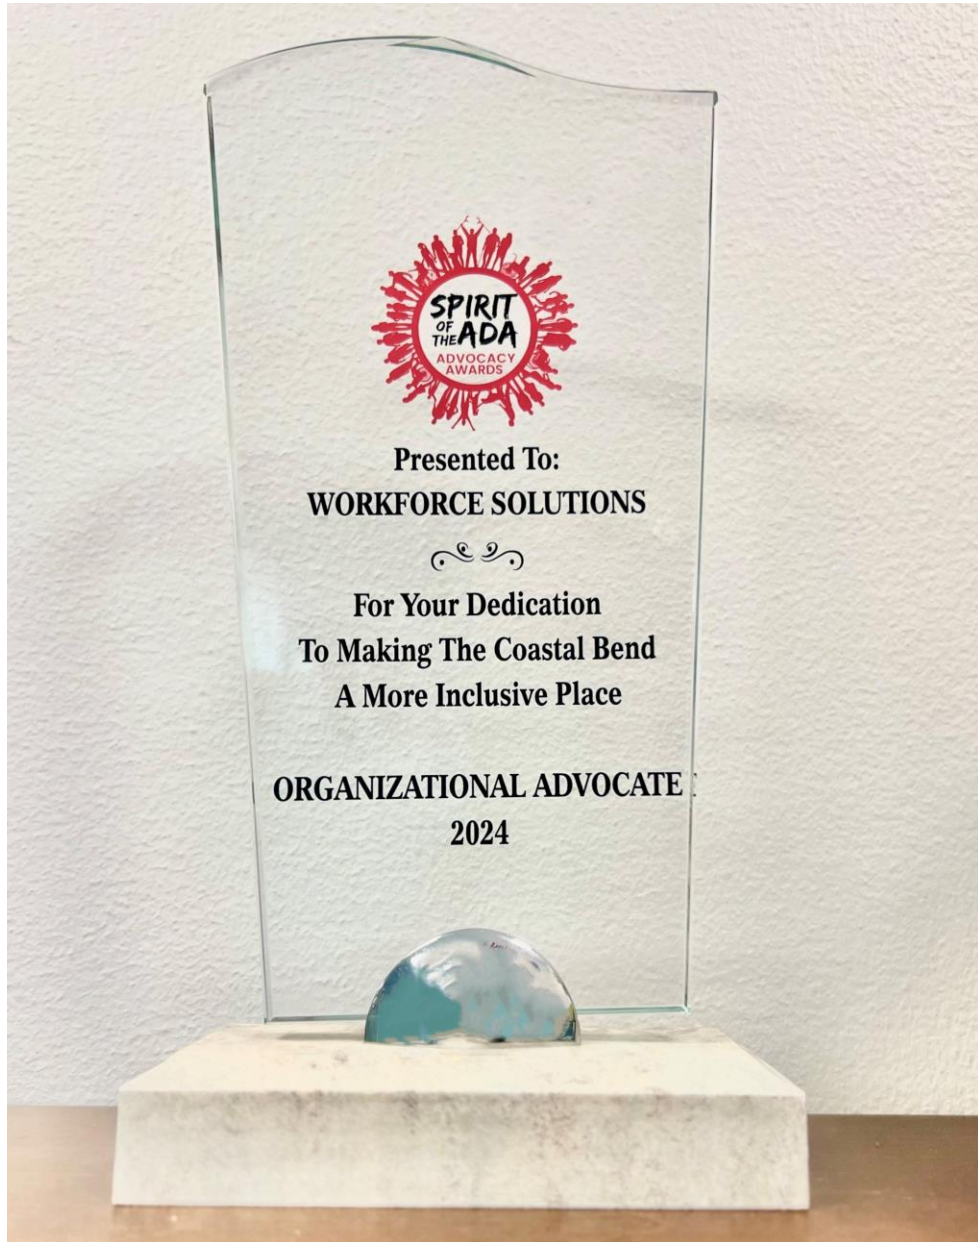 SPIRIT
OF
THE ADA
ADVOCACY
AWARDS
Presented To:
WORKFORCE SOLUTIONS
For Your Dedication
To Making The Coastal Bend
A More Inclusive Place
ORGANIZATIONAL ADVOCATE
2024